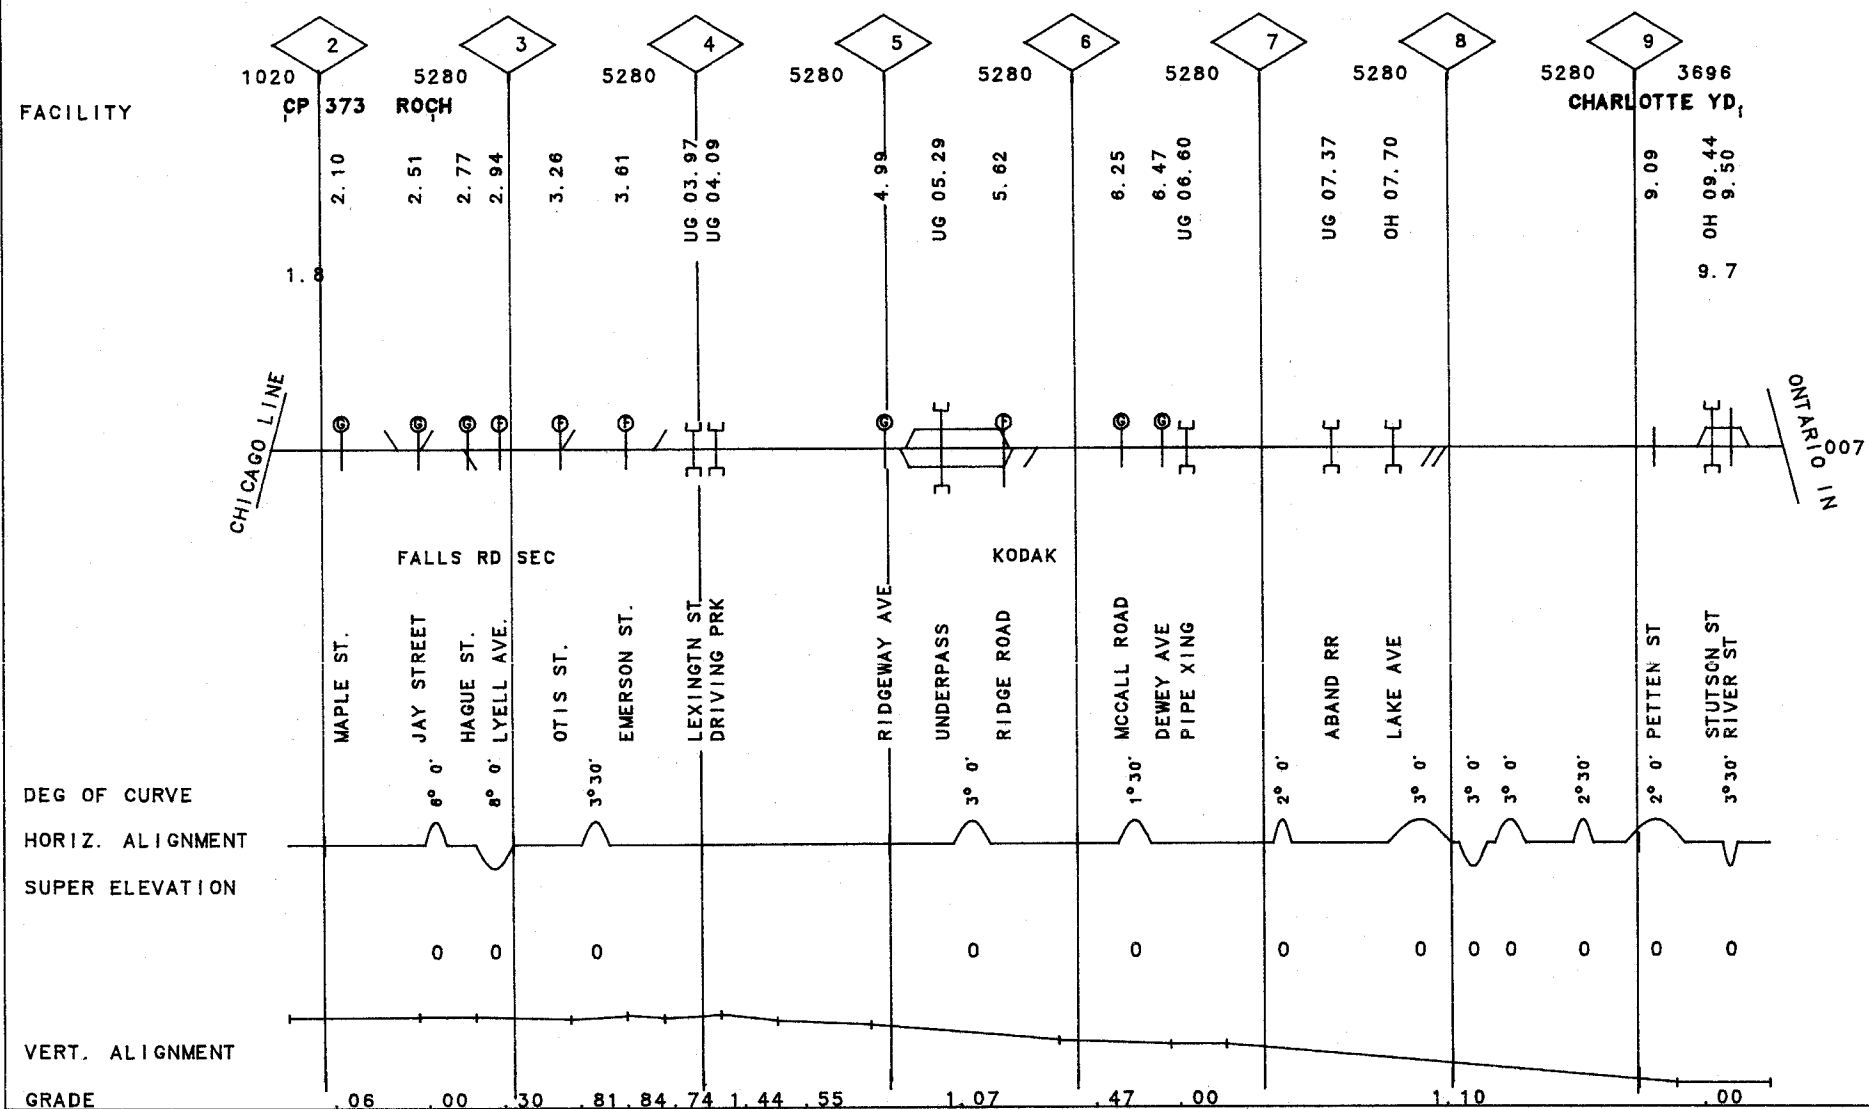 2 3 4 5 6 7 8 9
1020 5280 5280 5280 5280 5280 5280 5280 3696
FACILITY CP 373 ROCH CHARLOTTE YD,
2.10
2.51
2.77
2.94
3.26
3.61
UG 03.97
UG 04.09
4.99
UG 05.29
5.62
6.25
6.47
UG 06.60
UG 07.37
OH 07.70
9.09
OH 09.44
9.50
1.8 9.7
CHICAGO LINE
G G G F F F G F G G
ONTARIO IN
007
FALLS RD SEC KODAK
MAPLE ST.
JAY STREET
HAGUE ST.
LYELL AVE.
OTIS ST.
EMERSON ST.
LEXINGTN ST
DRIVING PRK
RIDGEWAY AVE
UNDERPASS
RIDGE ROAD
MCCALL ROAD
DEWEY AVE
PIPE XING
ABAND RR
LAKE AVE
PETTEN ST
STUTSON ST
RIVER ST
DEG OF CURVE 6° 0' 8° 0' 3°30' 3° 0' 1°30' 2° 0' 3° 0' 3° 0' 3° 0' 2°30' 2° 0' 3°30'
HORIZ. ALIGNMENT
SUPER ELEVATION
0 0 0 0 0 0 0 0 0 0 0 0
VERT. ALIGNMENT
GRADE .06 .00 .30 .81 .84 .74 1.44 .55 1.07 .47 .00 1.10 .00